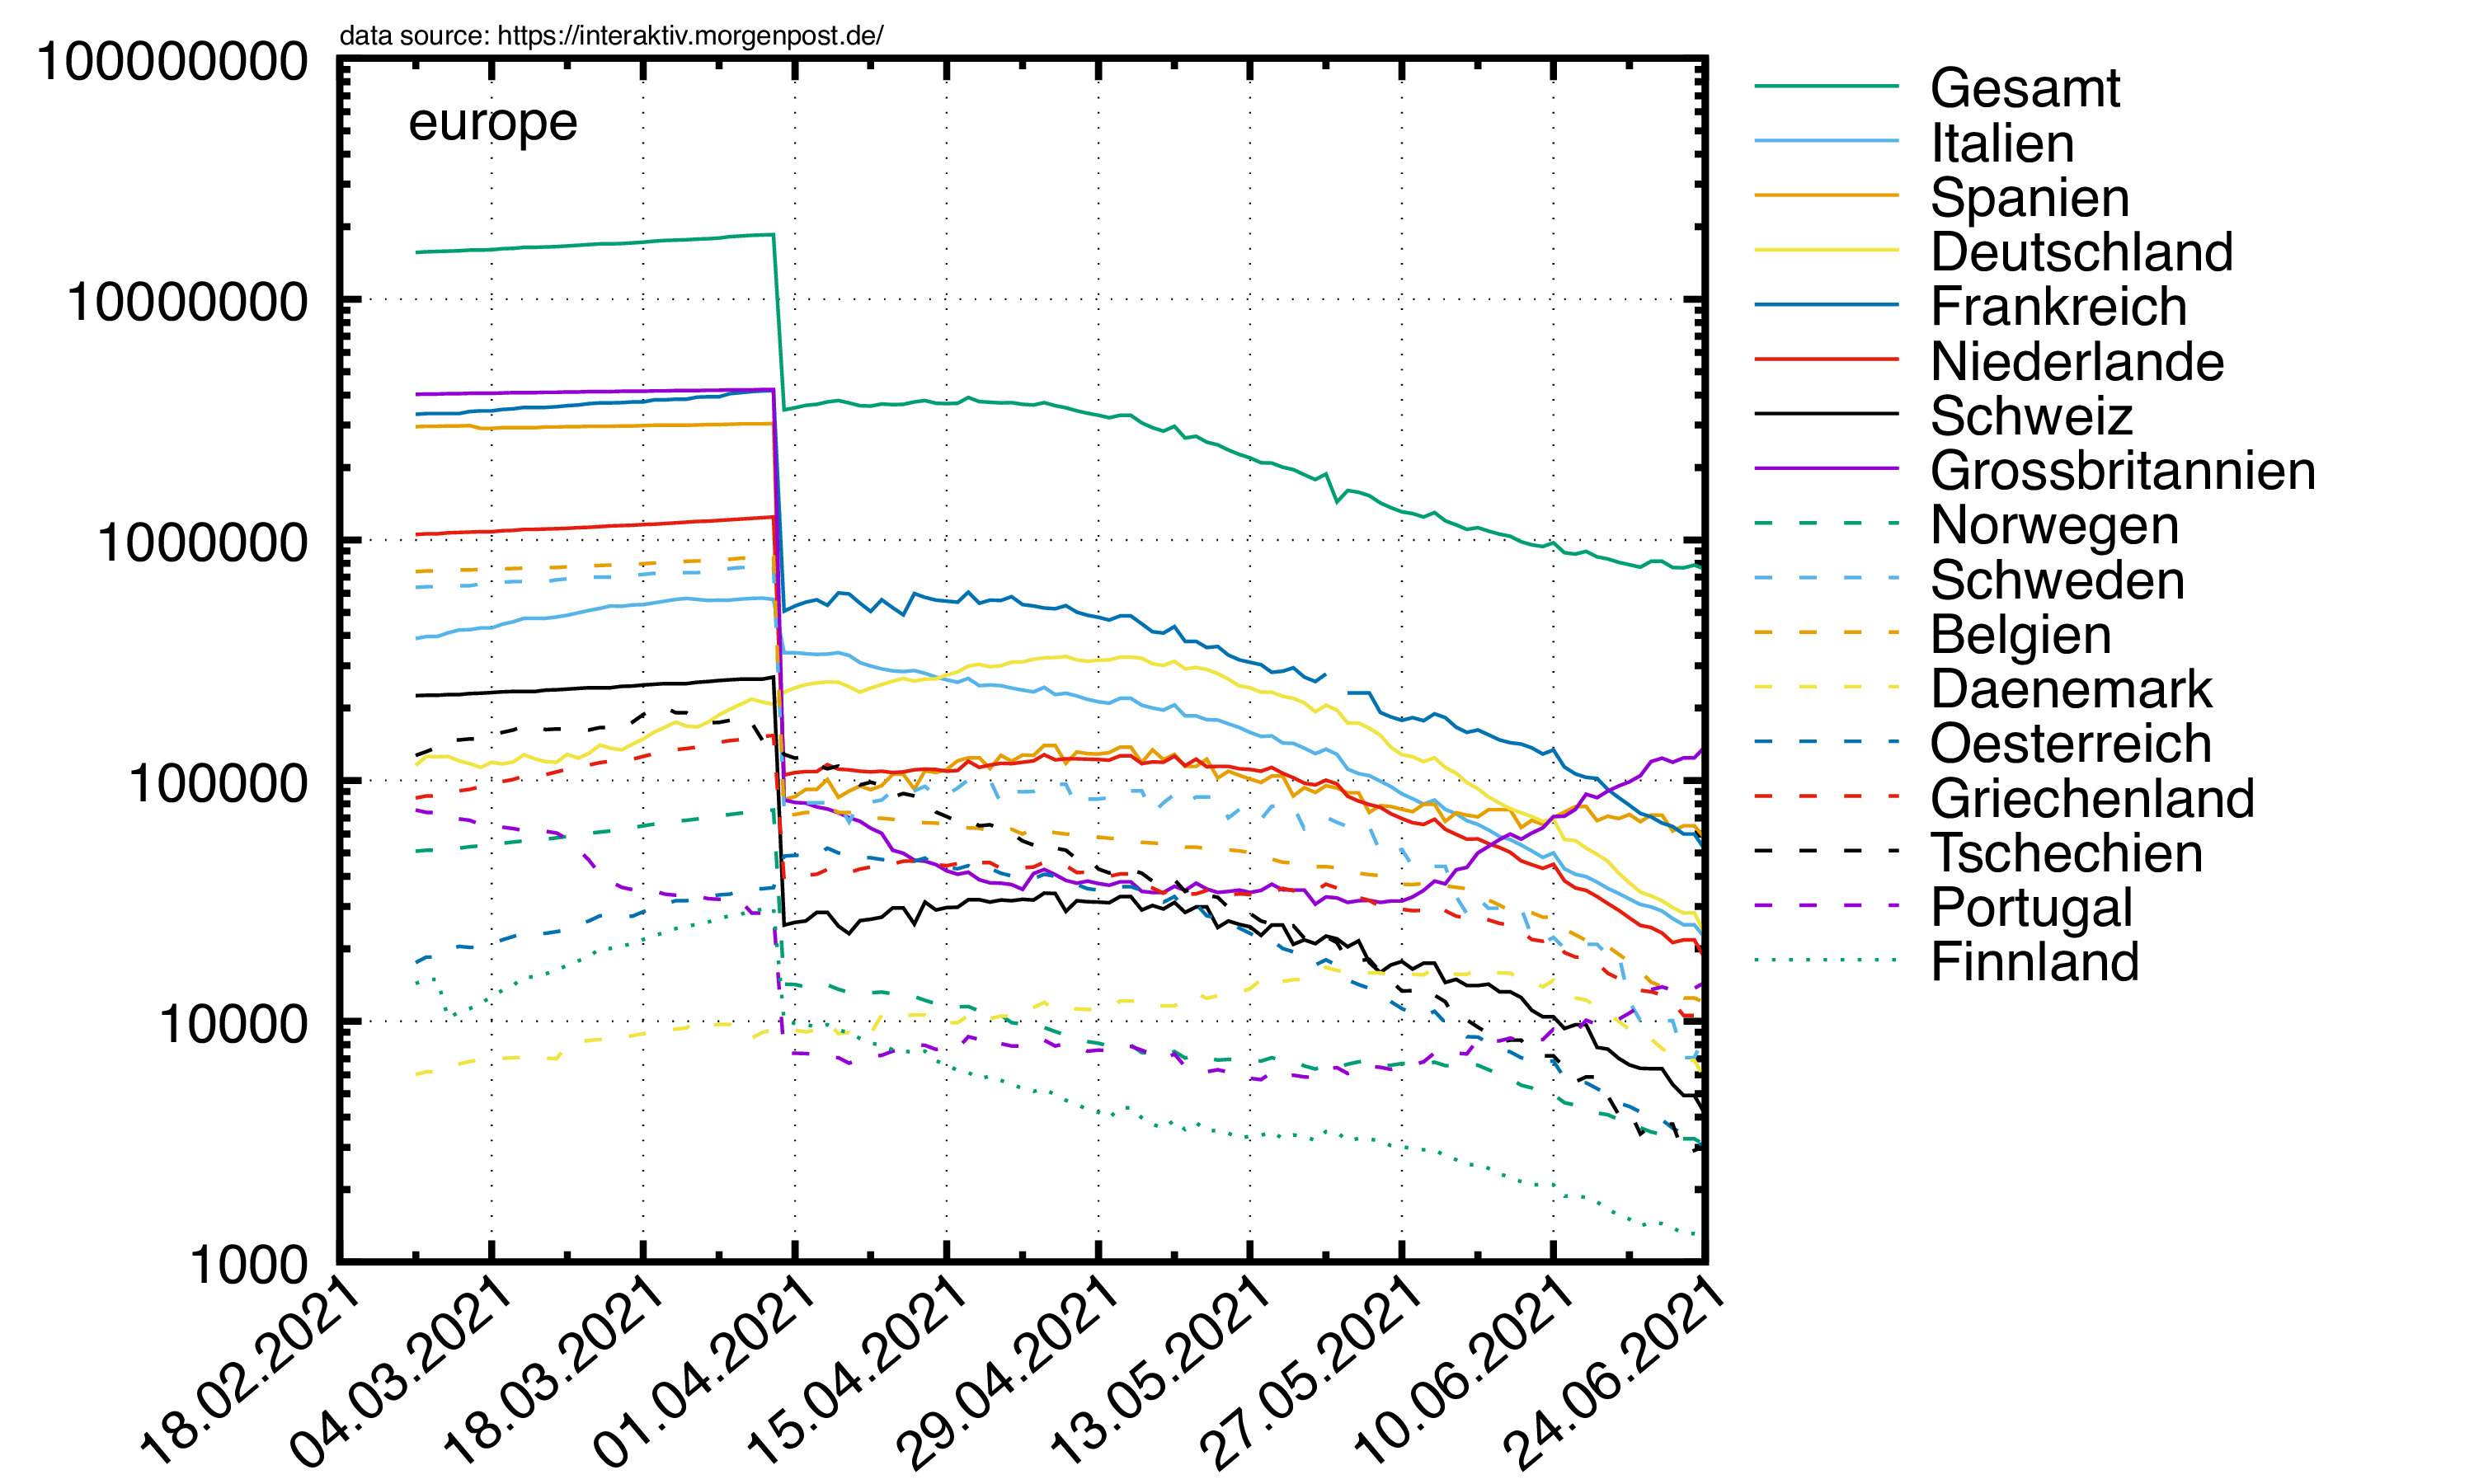 data source: https://interaktiv.morgenpost.de/
europe
100000000
10000000
1000000
100000
10000
1000
18.02.2021
04.03.2021
18.03.2021
01.04.2021
15.04.2021
29.04.2021
13.05.2021
27.05.2021
10.06.2021
24.06.2021
Gesamt
Italien
Spanien
Deutschland
Frankreich
Niederlande
Schweiz
Grossbritannien
Norwegen
Schweden
Belgien
Daenemark
Oesterreich
Griechenland
Tschechien
Portugal
Finnland